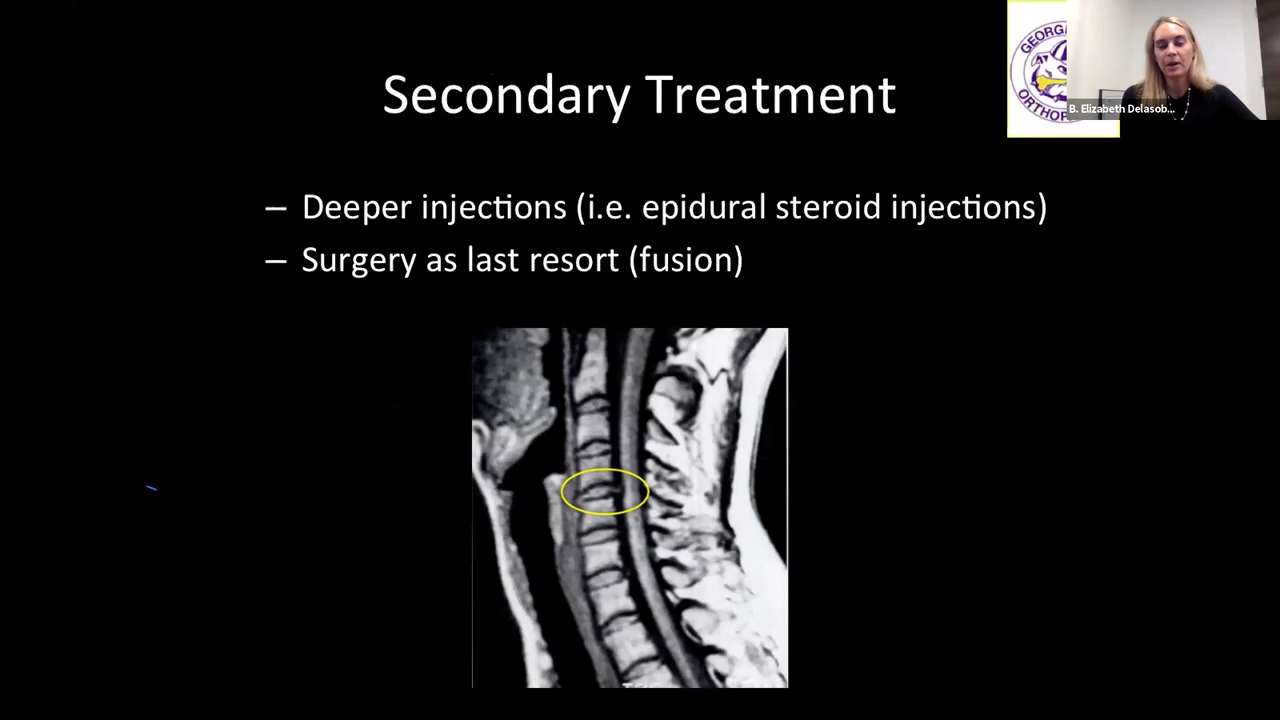 Secondary Treatment
– Deeper injections (i.e. epidural steroid injections)
– Surgery as last resort (fusion)
B. Elizabeth Delasob...